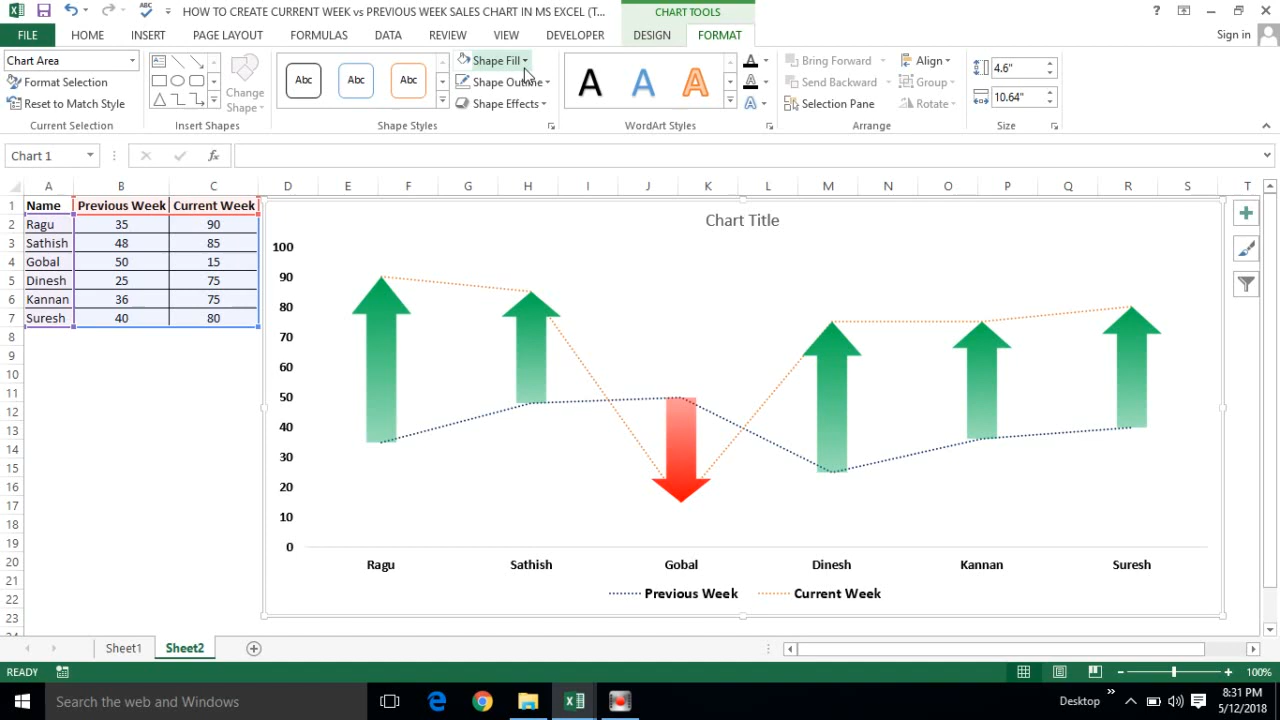 HOW TO CREATE CURRENT WEEK vs PREVIOUS WEEK SALES CHART IN MS EXCEL (T...
CHART TOOLS
?
FILE HOME INSERT PAGE LAYOUT FORMULAS DATA REVIEW VIEW DEVELOPER DESIGN FORMAT Sign in
Chart Area
Format Selection
Reset to Match Style
Current Selection
Change
Shape
Insert Shapes
Abc Abc Abc
Shape Fill
Shape Outline
Shape Effects
Shape Styles
A A A
WordArt Styles
Bring Forward
Send Backward
Selection Pane
Align
Group
Rotate
Arrange
4.6"
10.64"
Size
Chart 1 fx
A B C D E F G H I J K L M N O P Q R S T
1 Name Previous Week Current Week
2 Ragu 35 90
3 Sathish 48 85
4 Gobal 50 15
5 Dinesh 25 75
6 Kannan 36 75
7 Suresh 40 80
8
9
10
11
12
13
14
15
16
17
18
19
20
21
22
23
Chart Title
100
90
80
70
60
50
40
30
20
10
0
Ragu Sathish Gobal Dinesh Kannan Suresh
Previous Week Current Week
Sheet1 Sheet2
READY 100%
Search the web and Windows
Desktop
8:31 PM
5/12/2018